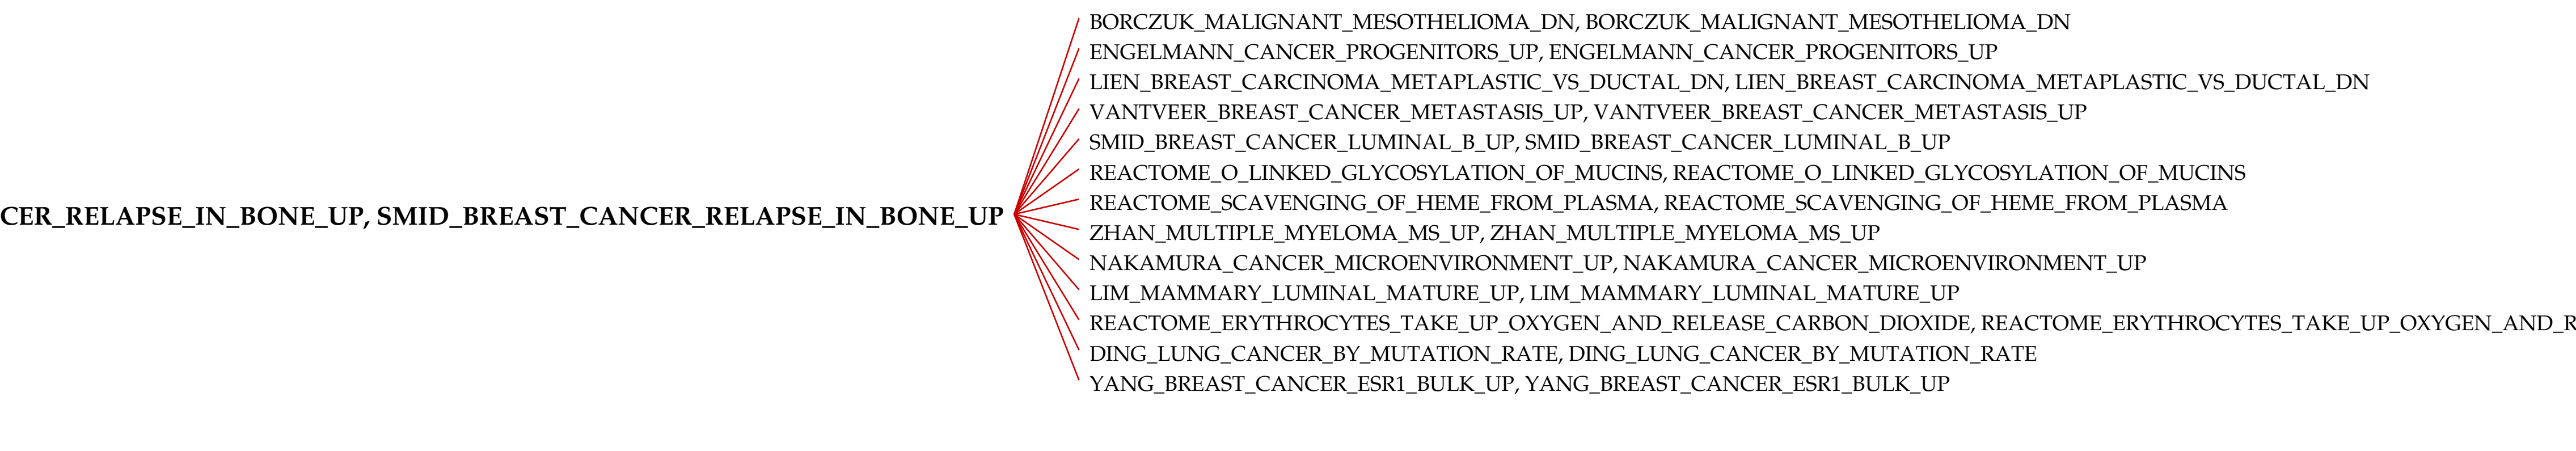 BORCZUK_MALIGNANT_MESOTHELIOMA_DN, BORCZUK_MALIGNANT_MESOTHELIOMA_DN
ENGELMANN_CANCER_PROGENITORS_UP, ENGELMANN_CANCER_PROGENITORS_UP
LIEN_BREAST_CARCINOMA_METAPLASTIC_VS_DUCTAL_DN, LIEN_BREAST_CARCINOMA_METAPLASTIC_VS_DUCTAL_DN
VANTVEER_BREAST_CANCER_METASTASIS_UP, VANTVEER_BREAST_CANCER_METASTASIS_UP
SMID_BREAST_CANCER_LUMINAL_B_UP, SMID_BREAST_CANCER_LUMINAL_B_UP
REACTOME_O_LINKED_GLYCOSYLATION_OF_MUCINS, REACTOME_O_LINKED_GLYCOSYLATION_OF_MUCINS
REACTOME_SCAVENGING_OF_HEME_FROM_PLASMA, REACTOME_SCAVENGING_OF_HEME_FROM_PLASMA
CER_RELAPSE_IN_BONE_UP, SMID_BREAST_CANCER_RELAPSE_IN_BONE_UP
ZHAN_MULTIPLE_MYELOMA_MS_UP, ZHAN_MULTIPLE_MYELOMA_MS_UP
NAKAMURA_CANCER_MICROENVIRONMENT_UP, NAKAMURA_CANCER_MICROENVIRONMENT_UP
LIM_MAMMARY_LUMINAL_MATURE_UP, LIM_MAMMARY_LUMINAL_MATURE_UP
REACTOME_ERYTHROCYTES_TAKE_UP_OXYGEN_AND_RELEASE_CARBON_DIOXIDE, REACTOME_ERYTHROCYTES_TAKE_UP_OXYGEN_AND_R
DING_LUNG_CANCER_BY_MUTATION_RATE, DING_LUNG_CANCER_BY_MUTATION_RATE
YANG_BREAST_CANCER_ESR1_BULK_UP, YANG_BREAST_CANCER_ESR1_BULK_UP